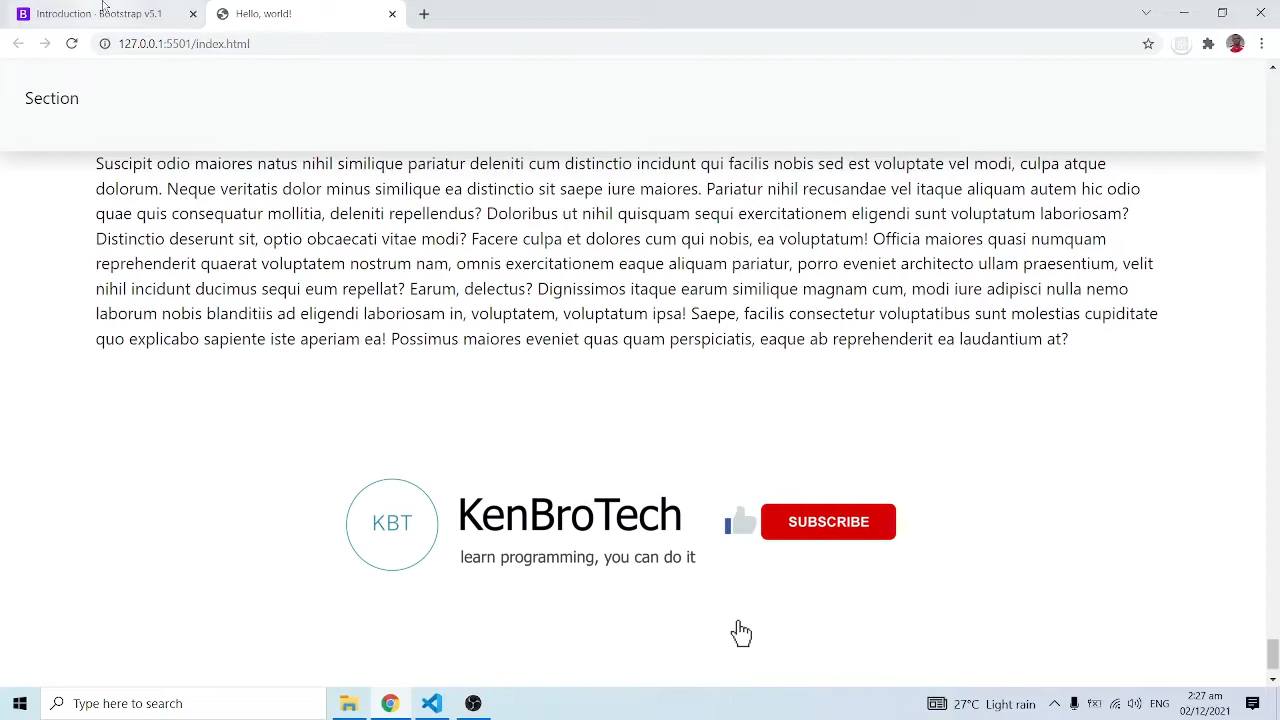 Introduction · Bootstrap v5.1
Hello, world!
127.0.0.1:5501/index.html
Section
Suscipit odio maiores natus nihil similique pariatur deleniti cum distinctio incidunt qui facilis nobis sed est voluptate vel modi, culpa atque
dolorum. Neque veritatis dolor minus similique ea distinctio sit saepe iure maiores. Pariatur nihil recusandae vel itaque aliquam autem hic odio
quae quis consequatur mollitia, deleniti repellendus? Doloribus ut nihil quisquam sequi exercitationem eligendi sunt voluptatum laboriosam?
Distinctio deserunt sit, optio obcaecati vitae modi? Facere culpa et dolores cum qui nobis, ea voluptatum! Officia maiores quasi numquam
reprehenderit quaerat voluptatem nostrum nam, omnis exercitationem eaque aliquam pariatur, porro eveniet architecto ullam praesentium, velit
nihil incidunt ducimus sequi eum repellat? Earum, delectus? Dignissimos itaque earum similique magnam cum, modi iure adipisci nulla nemo
laborum nobis blanditiis ad eligendi laboriosam in, voluptatem, voluptatum ipsa! Saepe, facilis consectetur voluptatibus sunt molestias cupiditate
quo explicabo sapiente iste aperiam ea! Possimus maiores eveniet quas quam perspiciatis, eaque ab reprehenderit ea laudantium at?
KBT
KenBroTech
learn programming, you can do it
SUBSCRIBE
Type here to search
27°C Light rain
ENG
2:27 am
02/12/2021